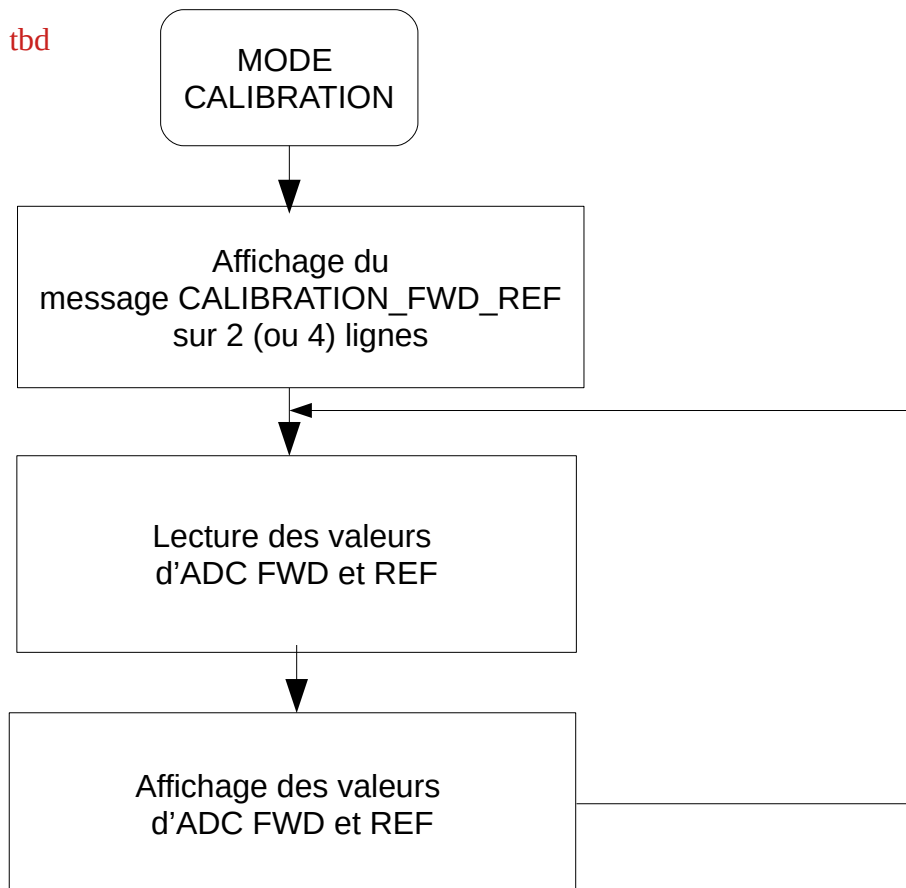 tbd
MODE
CALIBRATION
Affichage du
message CALIBRATION_FWD_REF
sur 2 (ou 4) lignes
Lecture des valeurs
d’ADC FWD et REF
Affichage des valeurs
d’ADC FWD et REF